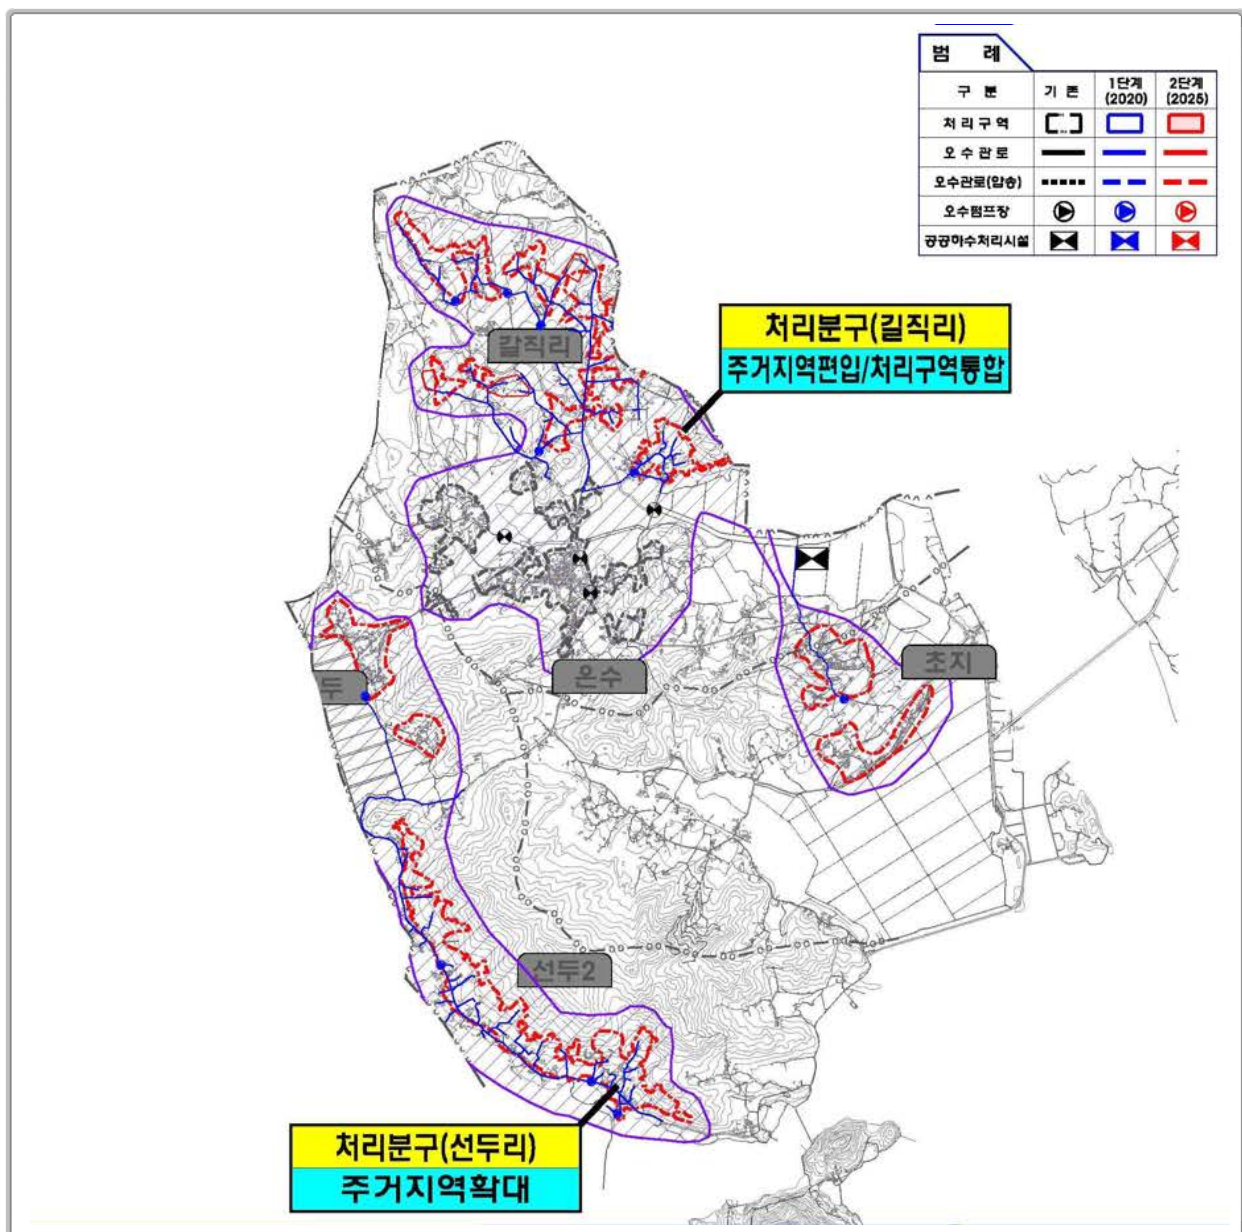 범 례
구 분 기 존 1단계 (2020) 2단계 (2025)
처 리 구 역
오 수 관 로
오수관로(압송)
오수펌프장
공공하수처리시설
갈직리
처리분구(길직리)
주거지역편입/처리구역통합
두
온수
초지
선두2
처리분구(선두리)
주거지역확대